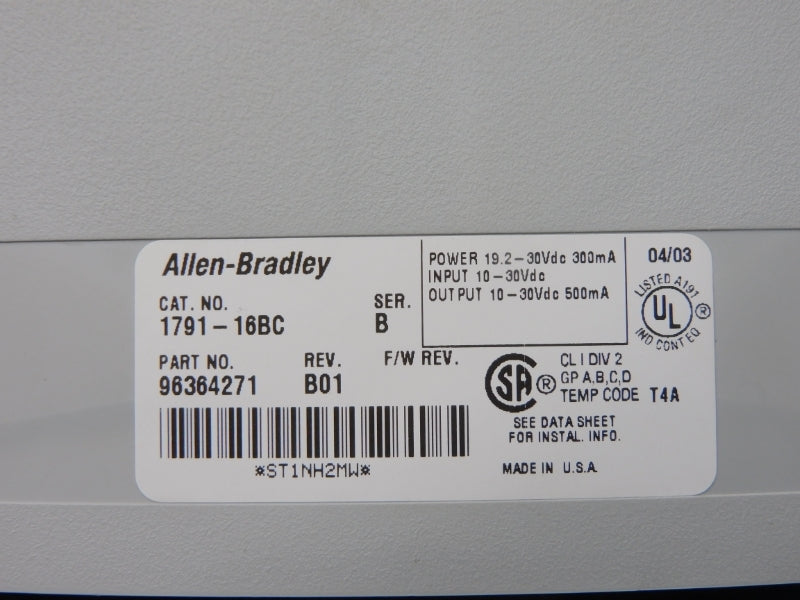 Allen-Bradley
CAT. NO.
1791-16BC
SER.
B
POWER 19.2-30Vdc 300mA
INPUT 10-30Vdc
OUTPUT 10-30Vdc 500mA
04/03
LISTED A197
UL ®
IND CONT EQ
PART NO.
96364271
REV.
B01
F/W REV.
SA ®
CL I DIV 2
GP A,B,C,D
TEMP CODE T4A
SEE DATA SHEET
FOR INSTAL. INFO.
*ST1NH2MW*
MADE IN U.S.A.